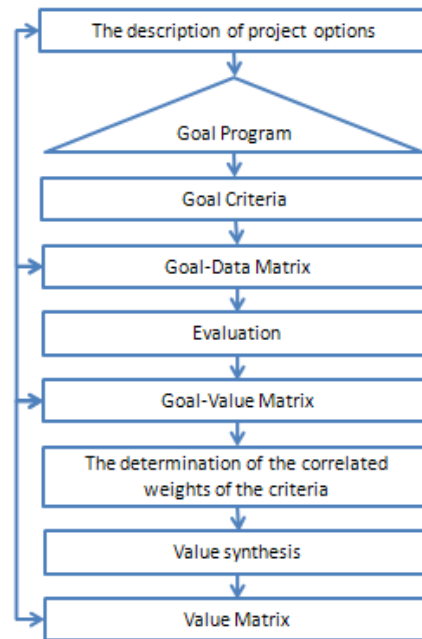 The description of project options
Goal Program
Goal Criteria
Goal-Data Matrix
Evaluation
Goal-Value Matrix
The determination of the correlated
weights of the criteria
Value synthesis
Value Matrix